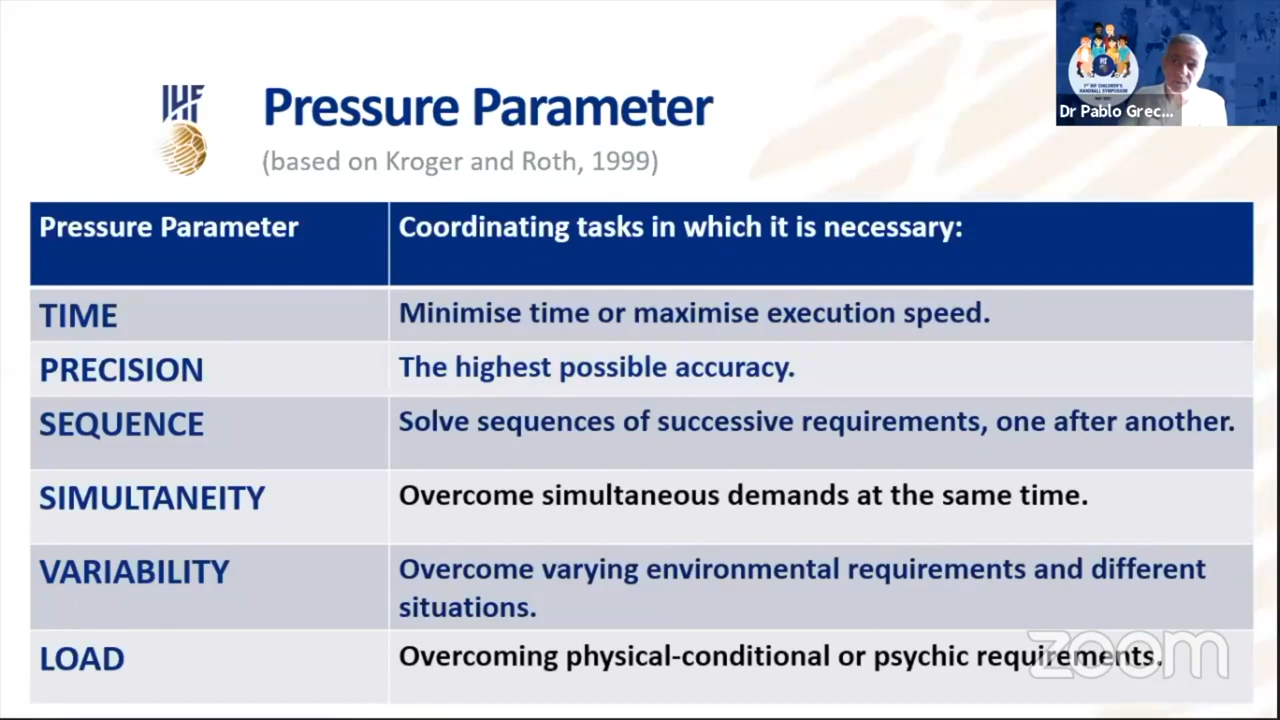 IHF
Pressure Parameter
(based on Kroger and Roth, 1999)
Dr Pablo Grec...
Pressure Parameter
Coordinating tasks in which it is necessary:
TIME
Minimise time or maximise execution speed.
PRECISION
The highest possible accuracy.
SEQUENCE
Solve sequences of successive requirements, one after another.
SIMULTANEITY
Overcome simultaneous demands at the same time.
VARIABILITY
Overcome varying environmental requirements and different
situations.
LOAD
Overcoming physical-conditional or psychic requirements.
zoom